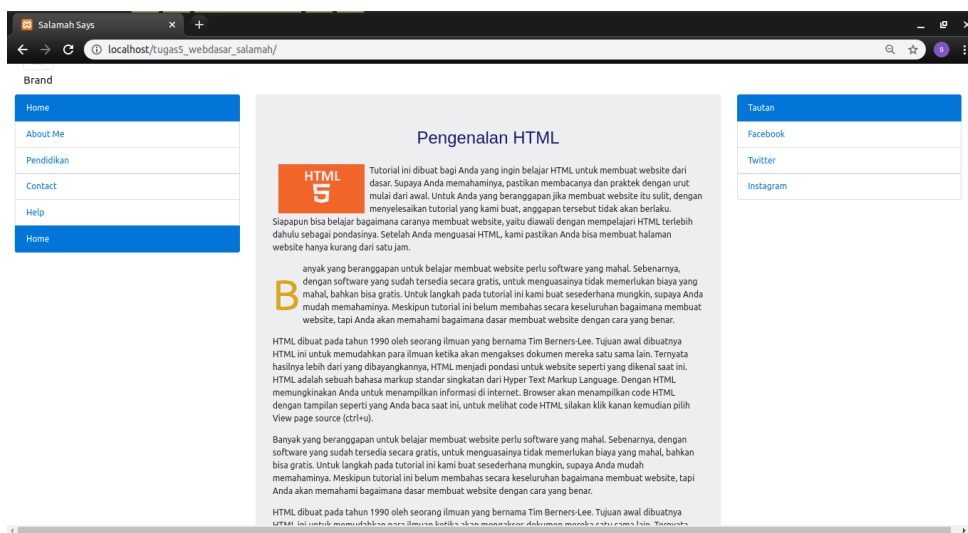 Salamah Says
localhost/tugas5_webdasar_salamah/
s
Brand
Home
About Me
Pendidikan
Contact
Help
Home
Pengenalan HTML
HTML
5
Tutorial ini dibuat bagi Anda yang ingin belajar HTML untuk membuat website dari
dasar. Supaya Anda memahaminya, pastikan membacanya dan praktek dengan urut
mulai dari awal. Untuk Anda yang beranggapan jika membuat website itu sulit, dengan
menyelesaikan tutorial yang kami buat, anggapan tersebut tidak akan berlaku.
Siapapun bisa belajar bagaimana caranya membuat website, yaitu diawali dengan mempelajari HTML terlebih
dahulu sebagai pondasinya. Setelah Anda menguasai HTML, kami pastikan Anda bisa membuat halaman
website hanya kurang dari satu jam.
Banyak yang beranggapan untuk belajar membuat website perlu software yang mahal. Sebenarnya,
dengan software yang sudah tersedia secara gratis, untuk menguasainya tidak memerlukan biaya yang
mahal, bahkan bisa gratis. Untuk langkah pada tutorial ini kami buat sesederhana mungkin, supaya Anda
mudah memahaminya. Meskipun tutorial ini belum membahas secara keseluruhan bagaimana membuat
website, tapi Anda akan memahami bagaimana dasar membuat website dengan cara yang benar.
HTML dibuat pada tahun 1990 oleh seorang ilmuan yang bernama Tim Berners-Lee. Tujuan awal dibuatnya
HTML ini untuk memudahkan para ilmuan ketika akan mengakses dokumen mereka satu sama lain. Ternyata
hasilnya lebih dari yang dibayangkannya, HTML menjadi pondasi untuk website seperti yang dikenal saat ini.
HTML adalah sebuah bahasa markup standar singkatan dari Hyper Text Markup Language. Dengan HTML
memungkinakan Anda untuk menampilkan informasi di internet. Browser akan menampilkan code HTML
dengan tampilan seperti yang Anda baca saat ini, untuk melihat code HTML silakan klik kanan kemudian pilih
View page source (ctrl+u).
Banyak yang beranggapan untuk belajar membuat website perlu software yang mahal. Sebenarnya, dengan
software yang sudah tersedia secara gratis, untuk menguasainya tidak memerlukan biaya yang mahal, bahkan
bisa gratis. Untuk langkah pada tutorial ini kami buat sesederhana mungkin, supaya Anda mudah
memahaminya. Meskipun tutorial ini belum membahas secara keseluruhan bagaimana membuat website, tapi
Anda akan memahami bagaimana dasar membuat website dengan cara yang benar.
HTML dibuat pada tahun 1990 oleh seorang ilmuan yang bernama Tim Berners-Lee. Tujuan awal dibuatnya
HTML ini untuk memudahkan para ilmuan ketika akan mengakses dokumen mereka satu sama lain. Ternyata
Tautan
Facebook
Twitter
Instagram